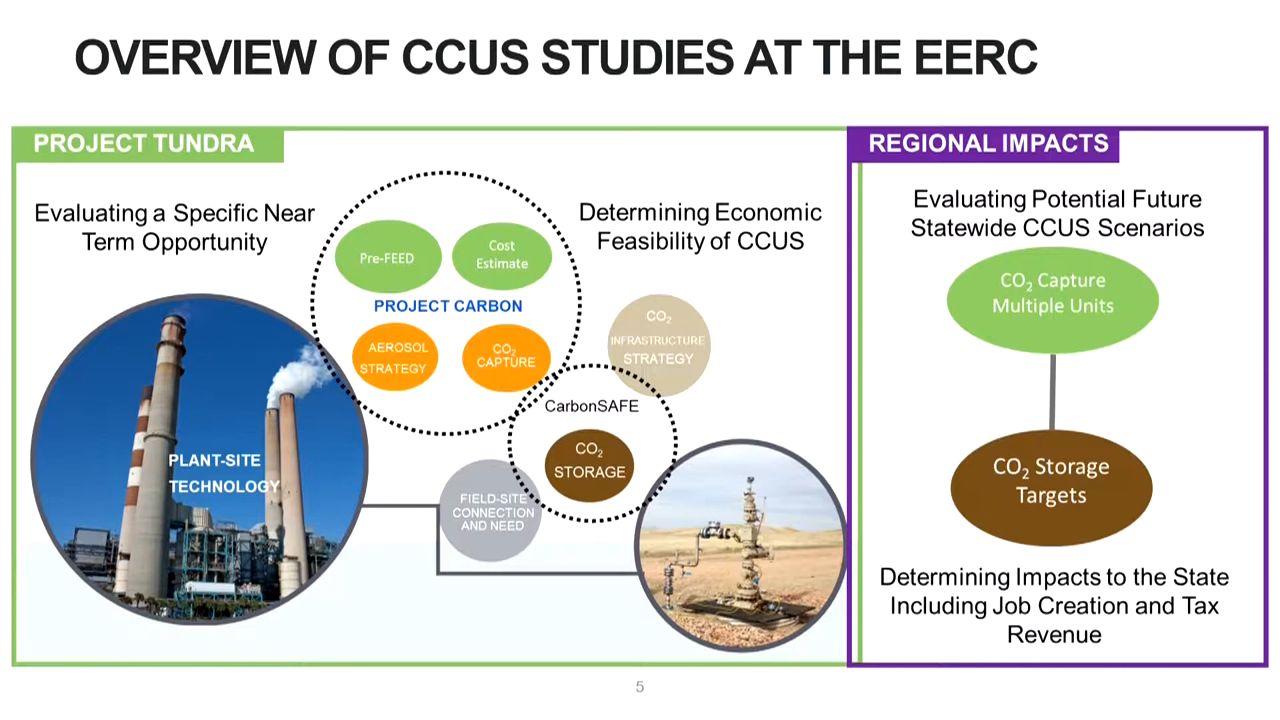 OVERVIEW OF CCUS STUDIES AT THE EERC
PROJECT TUNDRA
Evaluating a Specific Near
Term Opportunity
Pre-FEED
Cost
Estimate
PROJECT CARBON
AEROSOL
STRATEGY
CO₂
CAPTURE
Determining Economic
Feasibility of CCUS
CO₂
INFRASTRUCTURE
STRATEGY
CarbonSAFE
CO₂
STORAGE
PLANT-SITE
TECHNOLOGY
FIELD-SITE
CONNECTION
AND NEED
REGIONAL IMPACTS
Evaluating Potential Future
Statewide CCUS Scenarios
CO₂ Capture
Multiple Units
CO₂ Storage
Targets
Determining Impacts to the State
Including Job Creation and Tax
Revenue
5